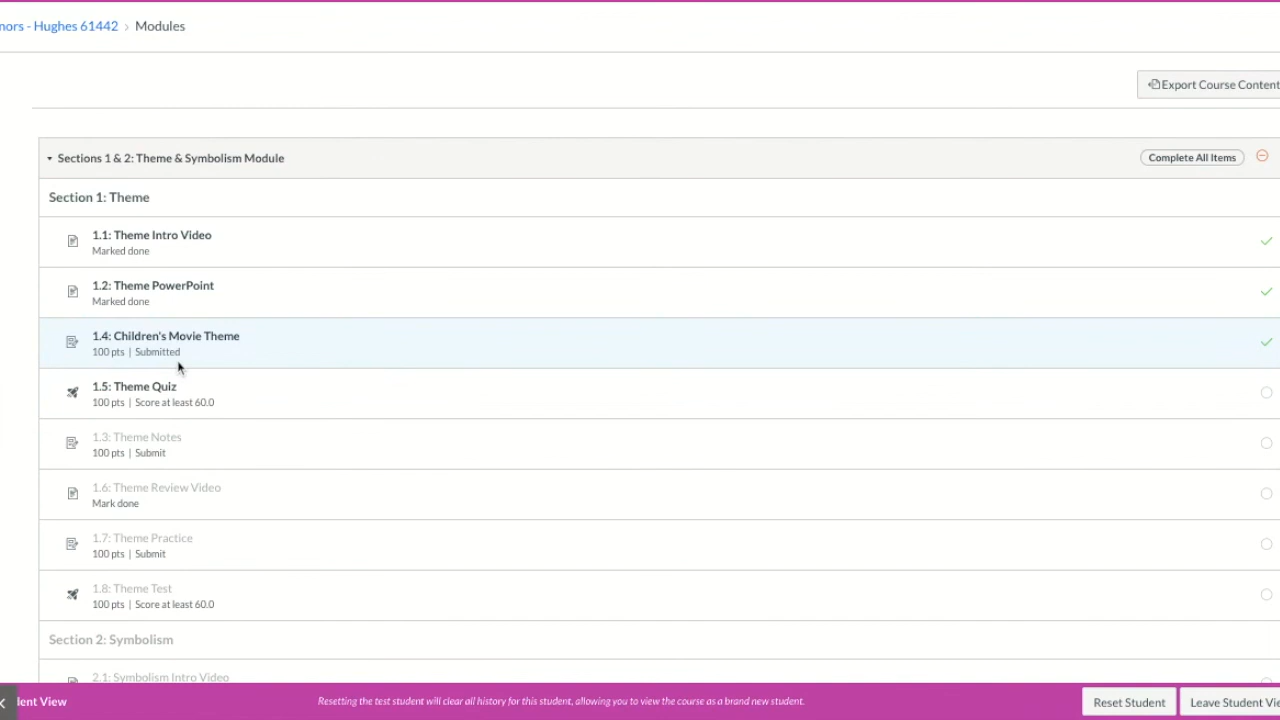 nors - Hughes 61442 › Modules
Export Course Content
Sections 1 & 2: Theme & Symbolism Module
Complete All Items
Section 1: Theme
1.1: Theme Intro Video
Marked done
1.2: Theme PowerPoint
Marked done
1.4: Children's Movie Theme
100 pts | Submitted
1.5: Theme Quiz
100 pts | Score at least 60.0
1.3: Theme Notes
100 pts | Submit
1.6: Theme Review Video
Mark done
1.7: Theme Practice
100 pts | Submit
1.8: Theme Test
100 pts | Score at least 60.0
Section 2: Symbolism
2.1: Symbolism Intro Video
dent View
Resetting the test student will clear all history for this student, allowing you to view the course as a brand new student.
Reset Student
Leave Student Vie